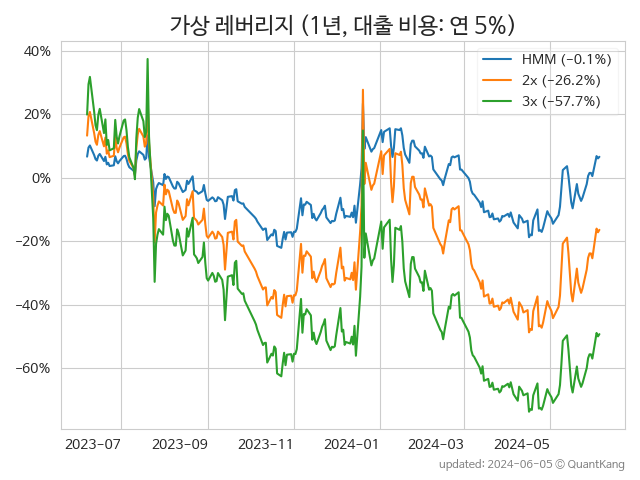 가상 레버리지 (1년, 대출 비용: 연 5%)
HMM (−0.1%)
2x (−26.2%)
3x (−57.7%)
40%
20%
0%
−20%
−40%
−60%
2023-07
2023-09
2023-11
2024-01
2024-03
2024-05
updated: 2024-06-05 ⓒ QuantKang